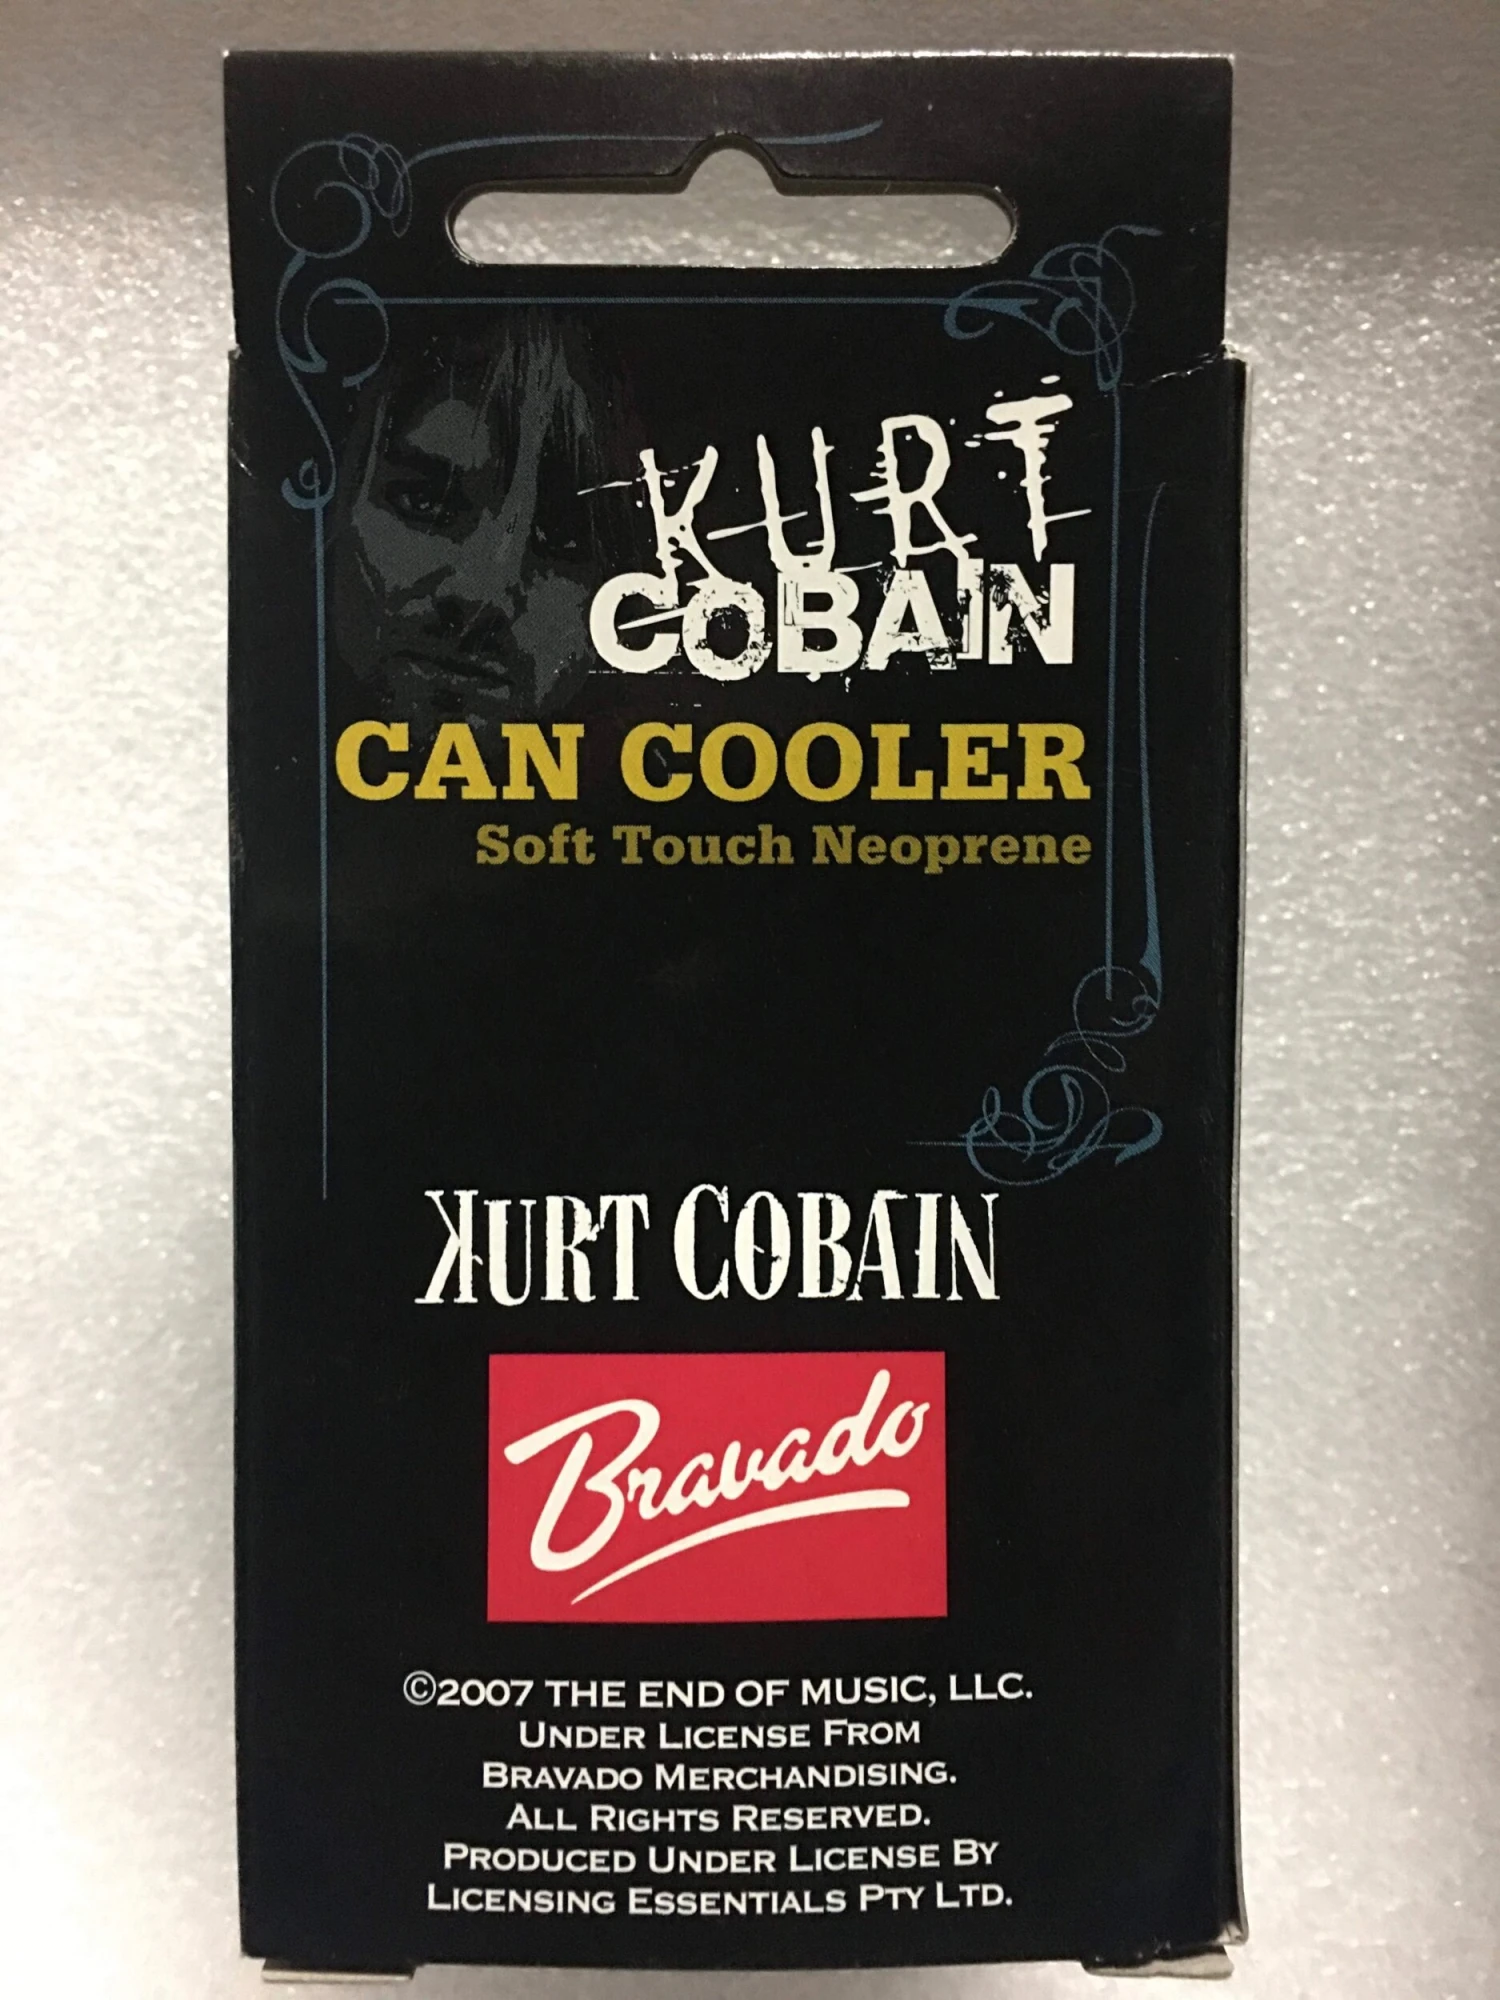 KURT
COBAIN
CAN COOLER
Soft Touch Neoprene
KURT COBAIN
Bravado
©2007 THE END OF MUSIC, LLC.
UNDER LICENSE FROM
BRAVADO MERCHANDISING.
ALL RIGHTS RESERVED.
PRODUCED UNDER LICENSE BY
LICENSING ESSENTIALS PTY LTD.